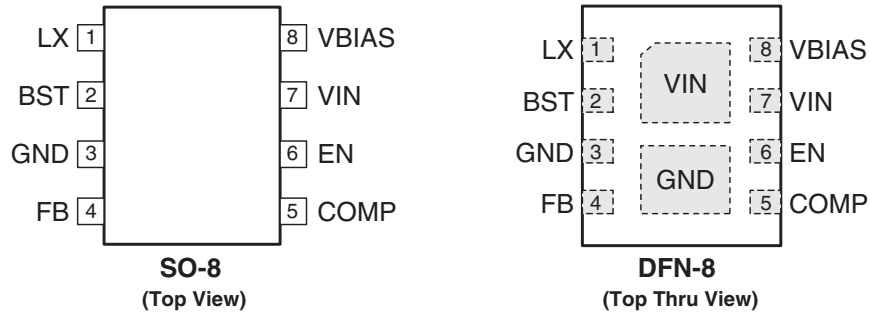 LX 1 8 VBIAS
BST 2 7 VIN
GND 3 6 EN
FB 4 5 COMP
SO-8
(Top View)
LX 1 8 VBIAS
VIN
BST 2 7 VIN
GND 3 6 EN
GND
FB 4 5 COMP
DFN-8
(Top Thru View)